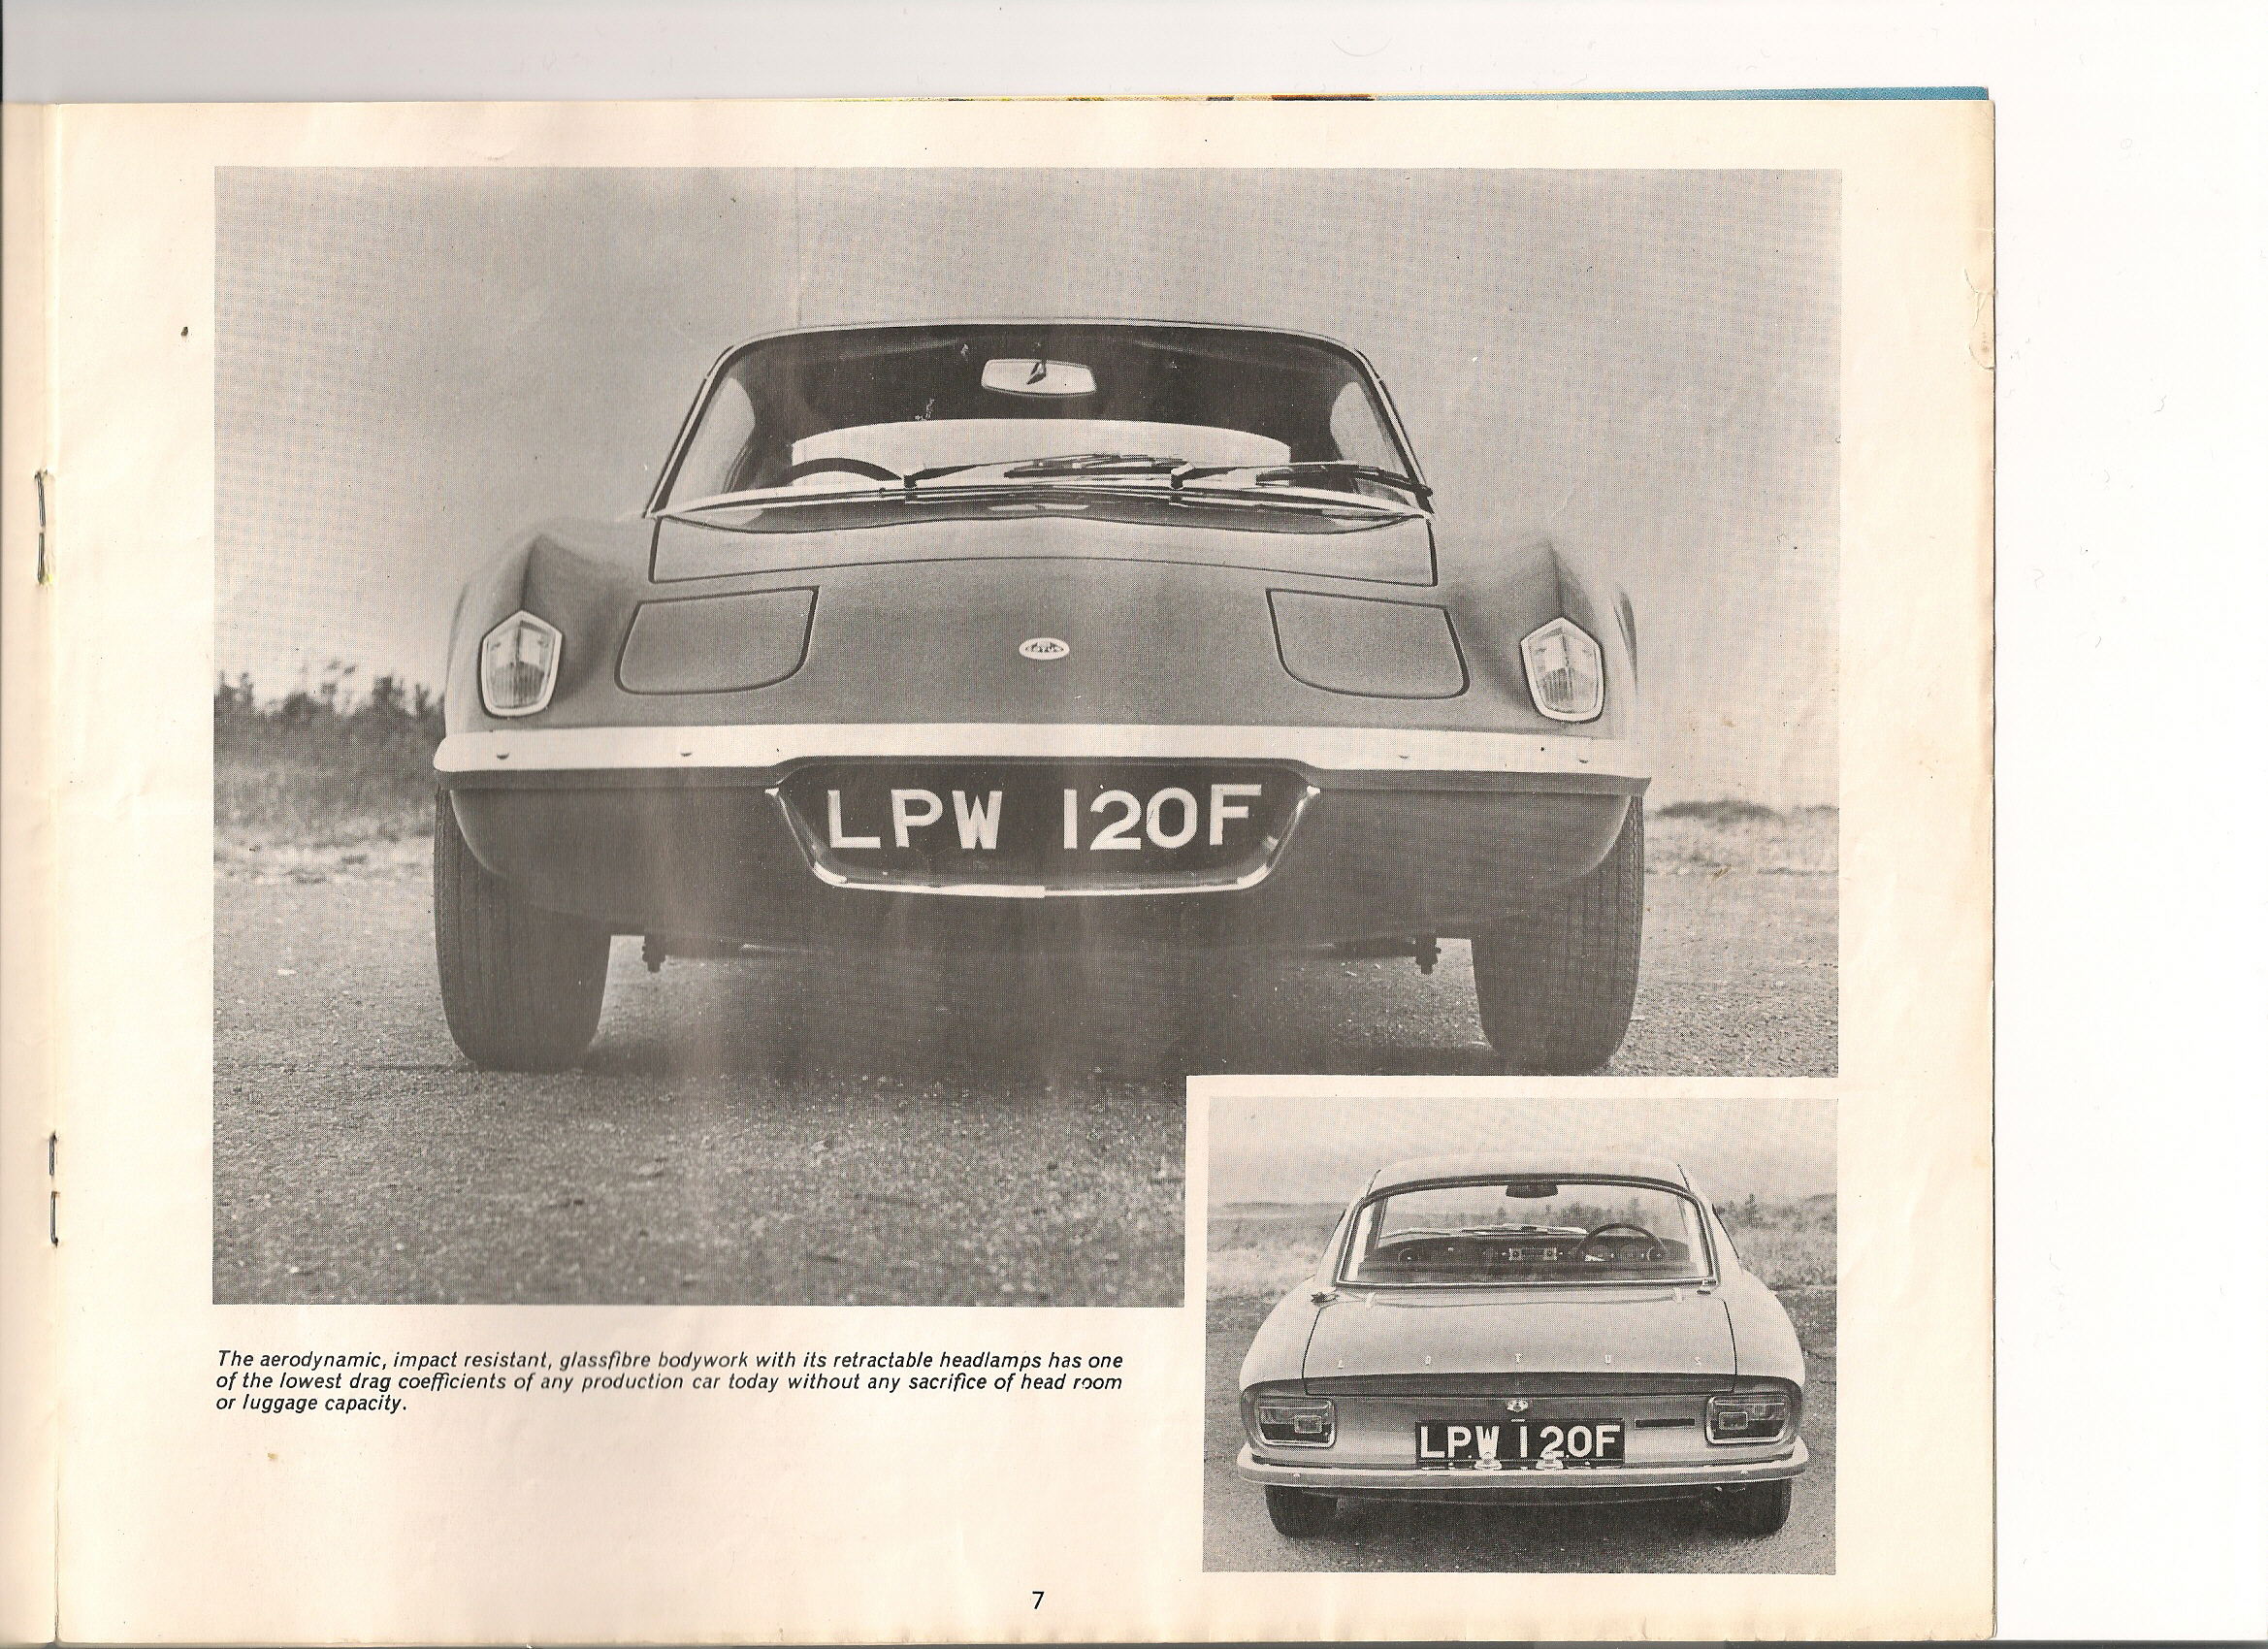 LOTUS
LPW 120F
L O T U S
LPW 120F
The aerodynamic, impact resistant, glassfibre bodywork with its retractable headlamps has one
of the lowest drag coefficients of any production car today without any sacrifice of head room
or luggage capacity.
7